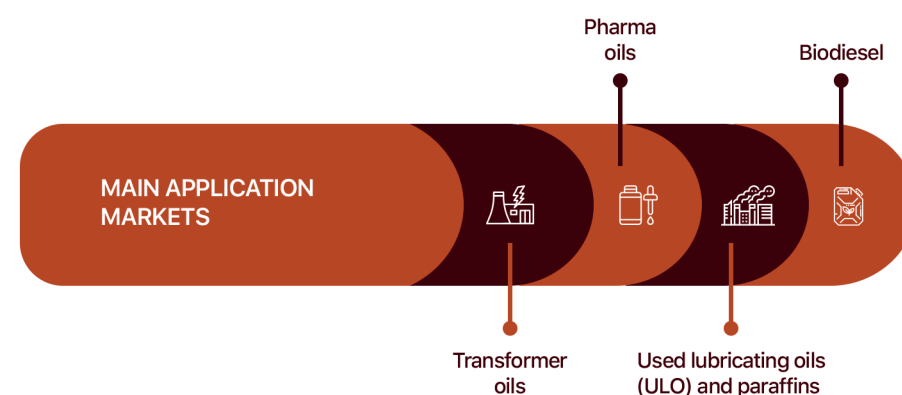 Pharma
oils
Biodiesel
MAIN APPLICATION
MARKETS
Transformer
oils
Used lubricating oils
(ULO) and paraffins